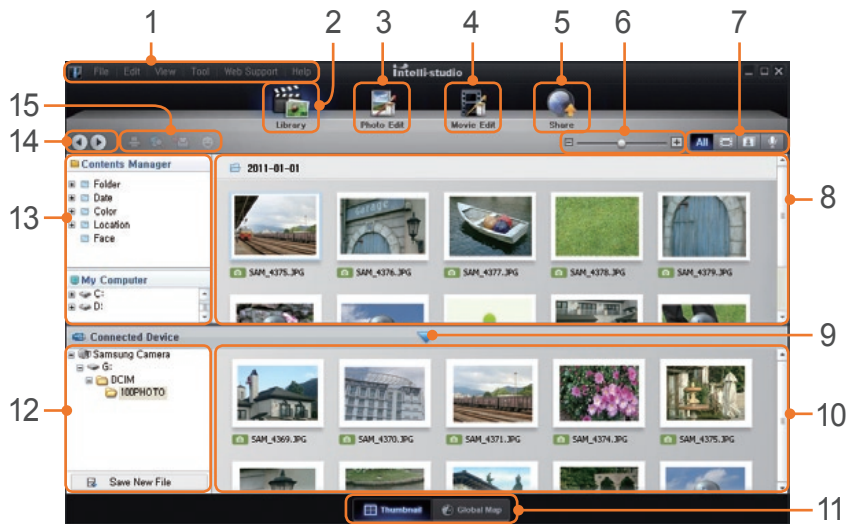 1 2 3 4 5 6 7
File Edit View Tool Web Support Help
intelli-studio
Library Photo Edit Movie Edit Share
15
14
All
Contents Manager
Folder
Date
Color
Location
Face
13
2011-01-01
8
SAM_4375.JPG SAM_4376.JPG SAM_4377.JPG SAM_4378.JPG SAM_4379.JPG
My Computer
C:
D:
Connected Device
9
Samsung Camera
G:
DCIM
100PHOTO
12
SAM_4369.JPG SAM_4370.JPG SAM_4371.JPG SAM_4374.JPG SAM_4375.JPG
10
Save New File
Thumbnail Global Map
11